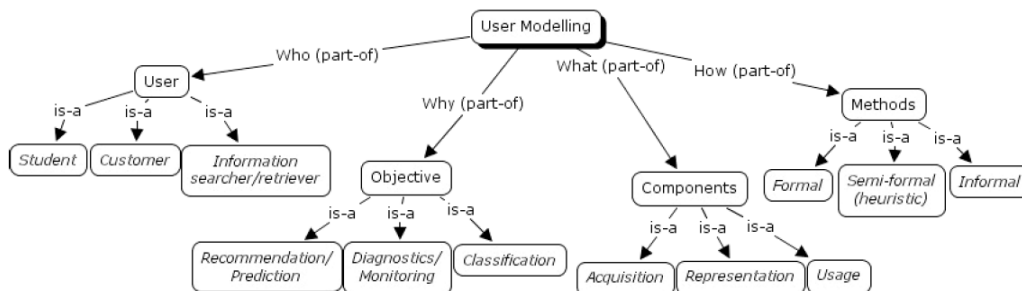 User Modelling
Who (part-of)
Why (part-of)
What (part-of)
How (part-of)
User
is-a
is-a
is-a
Student
Customer
Information
searcher/retriever
Objective
is-a
is-a
is-a
Recommendation/
Prediction
Diagnostics/
Monitoring
Classification
Components
is-a
is-a
is-a
Acquisition
Representation
Usage
Methods
is-a
is-a
is-a
Formal
Semi-formal
(heuristic)
Informal